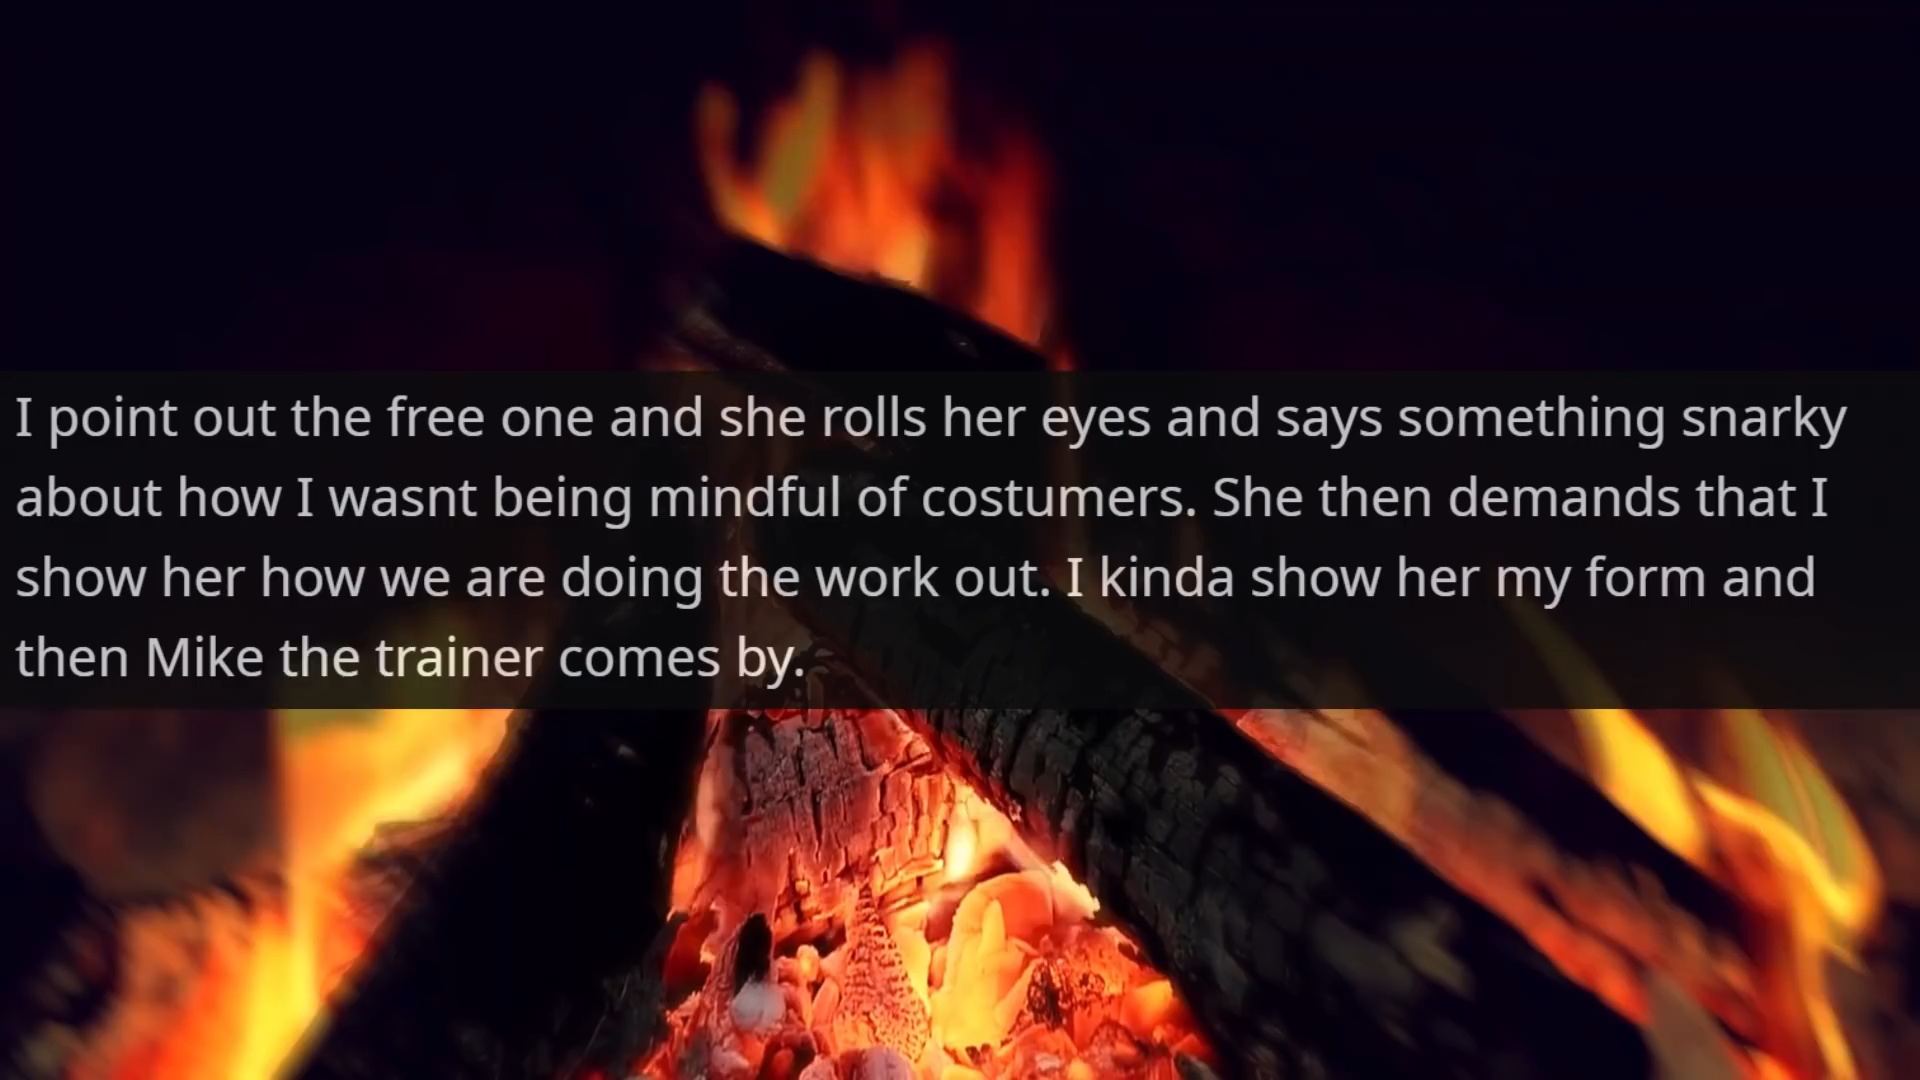 I point out the free one and she rolls her eyes and says something snarky
about how I wasnt being mindful of costumers. She then demands that I
show her how we are doing the work out. I kinda show her my form and
then Mike the trainer comes by.